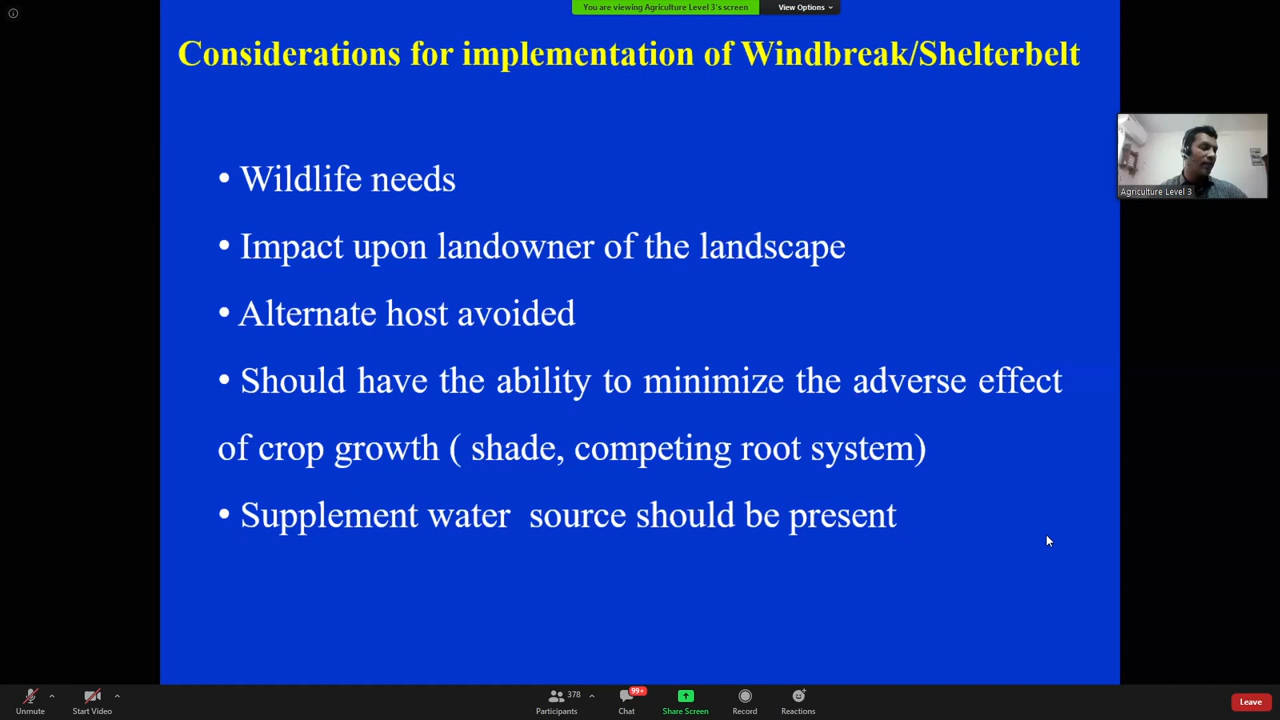 You are viewing Agriculture Level 3's screen
View Options
Considerations for implementation of Windbreak/Shelterbelt
• Wildlife needs
• Impact upon landowner of the landscape
• Alternate host avoided
• Should have the ability to minimize the adverse effect
of crop growth ( shade, competing root system)
• Supplement water  source should be present
Agriculture Level 3
378
99+
Unmute
Start Video
Participants
Chat
Share Screen
Record
Reactions
Leave